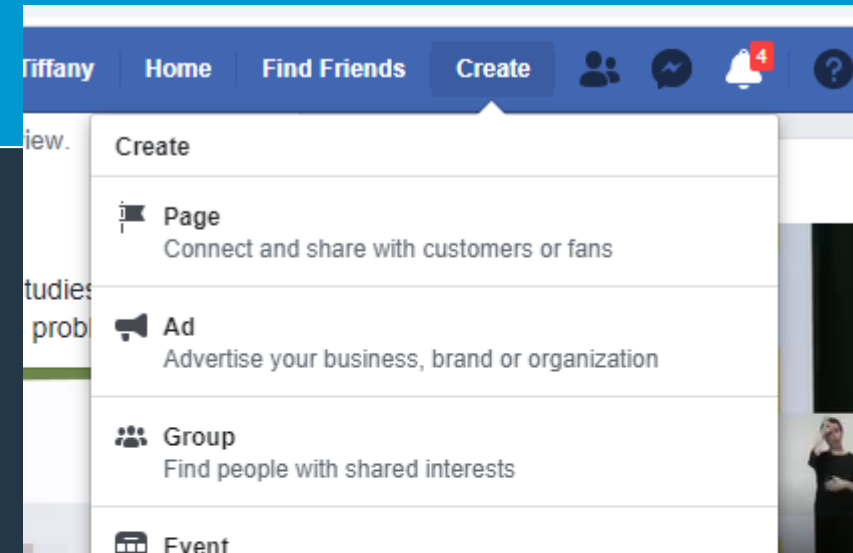 Tiffany Home Find Friends Create 4 ?
iew.
Create
Page
Connect and share with customers or fans
tudies
probl
Ad
Advertise your business, brand or organization
Group
Find people with shared interests
Event